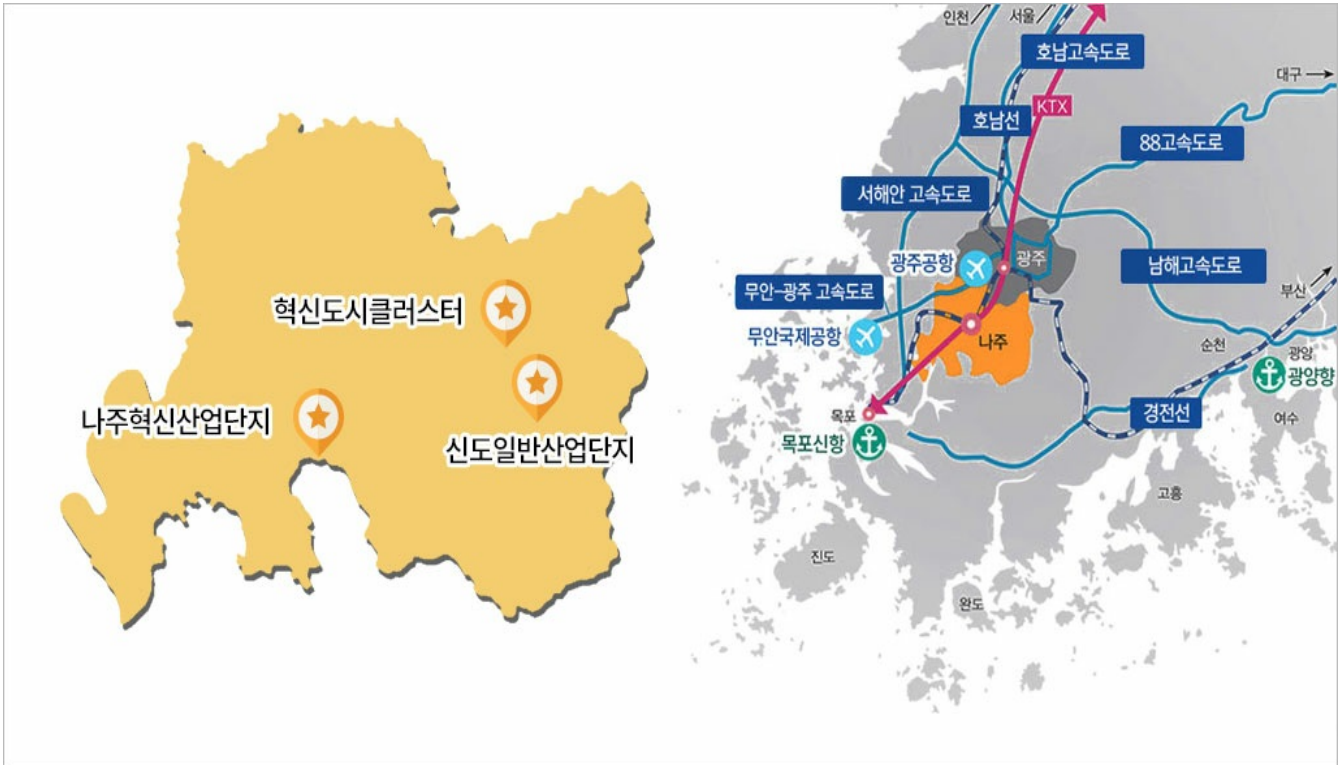 혁신도시클러스터
나주혁신산업단지
신도일반산업단지
인천
서울
호남고속도로
대구
KTX
호남선
88고속도로
서해안 고속도로
광주
광주공항
남해고속도로
무안-광주 고속도로
부산
무안국제공항
나주
순천
광양
광양향
목포
경전선
여수
목포신항
고흥
진도
완도